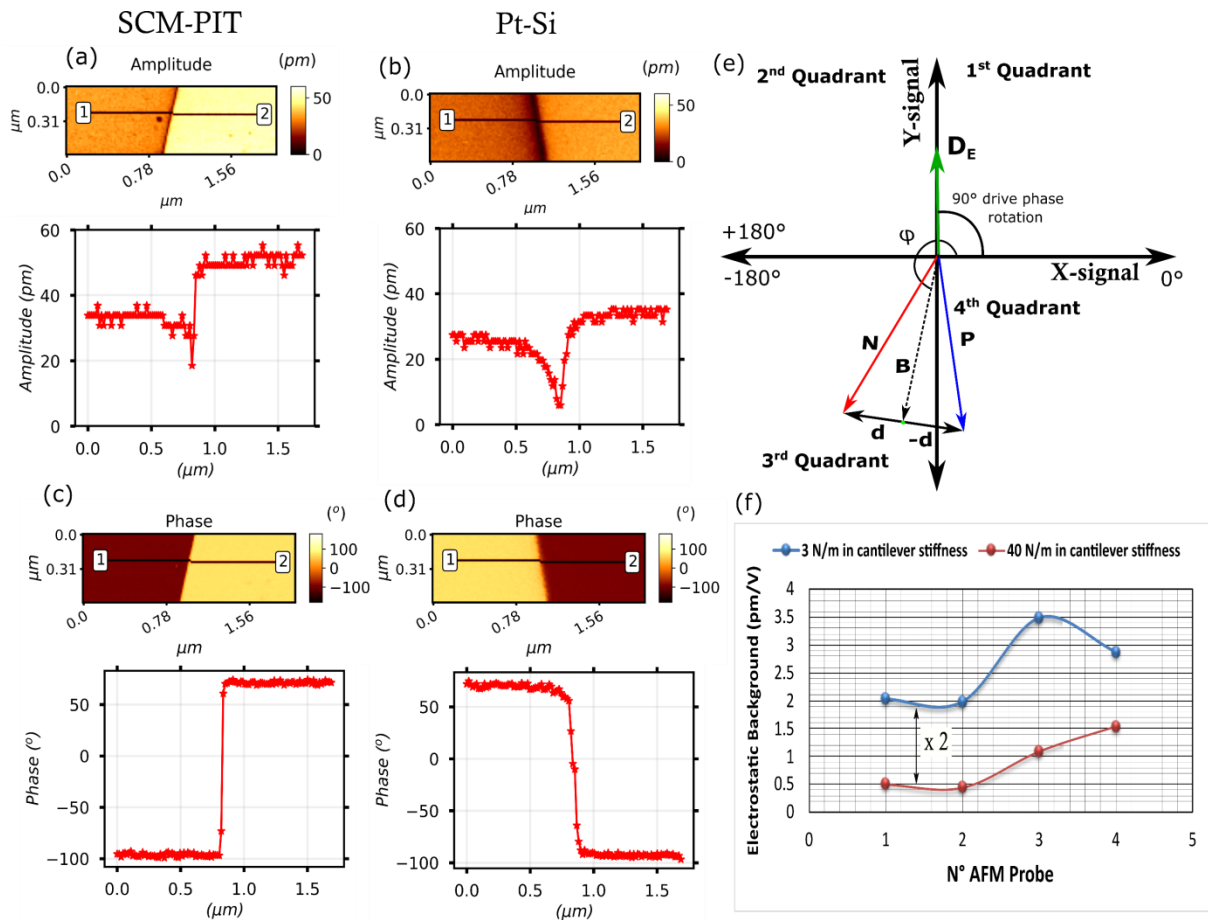 SCM-PIT
Pt-Si
(a)
Amplitude
(pm)
50
0
0.0
0.31
μm
1
2
0.0
0.78
1.56
μm
60
40
20
0
Amplitude (pm)
0.0
0.5
1.0
1.5
(μm)
(b)
Amplitude
(pm)
50
0
0.0
0.31
μm
1
2
0.0
0.78
1.56
μm
60
40
20
0
Amplitude (pm)
0.0
0.5
1.0
1.5
(μm)
(c)
Phase
(°)
100
0
−100
0.0
0.31
μm
1
2
0.0
0.78
1.56
μm
50
0
−50
−100
Phase (°)
0.0
0.5
1.0
1.5
(μm)
(d)
Phase
(°)
100
0
−100
0.0
0.31
μm
1
2
0.0
0.78
1.56
μm
50
0
−50
−100
Phase (°)
0.0
0.5
1.0
1.5
(μm)
(e)
2nd Quadrant
1st Quadrant
Y-signal
DE
90° drive phase
rotation
+180°
-180°
φ
X-signal
0°
4th Quadrant
N
B
P
d
-d
3rd Quadrant
(f)
3 N/m in cantilever stiffness
40 N/m in cantilever stiffness
Electrostatic Background (pm/V)
4
3.5
3
2.5
2
1.5
1
0.5
0
x 2
0
1
2
3
4
5
N° AFM Probe